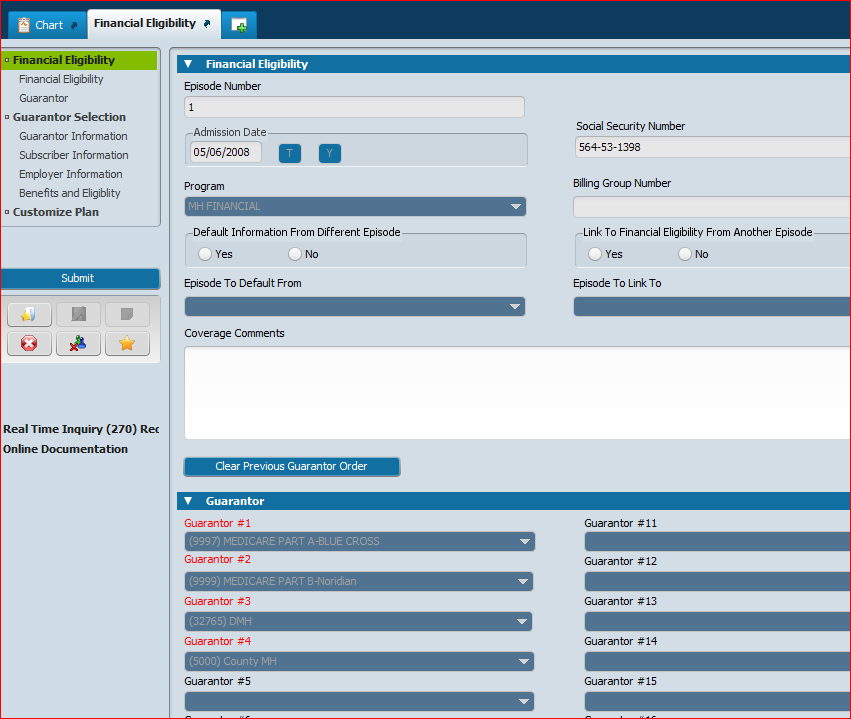 Chart
Financial Eligibility
Financial Eligibility
Financial Eligibility
Guarantor
Guarantor Selection
Guarantor Information
Subscriber Information
Employer Information
Benefits and Eligiblity
Customize Plan
Submit
Real Time Inquiry (270) Rec
Online Documentation
Financial Eligibility
Episode Number
1
Admission Date
05/06/2008
T
Y
Social Security Number
564-53-1398
Program
MH FINANCIAL
Billing Group Number
Default Information From Different Episode
Yes
No
Link To Financial Eligibility From Another Episode
Yes
No
Episode To Default From
Episode To Link To
Coverage Comments
Clear Previous Guarantor Order
Guarantor
Guarantor #1
(9997) MEDICARE PART A-BLUE CROSS
Guarantor #2
(9999) MEDICARE PART B-Noridian
Guarantor #3
(32765) DMH
Guarantor #4
(5000) County MH
Guarantor #5
Guarantor #11
Guarantor #12
Guarantor #13
Guarantor #14
Guarantor #15